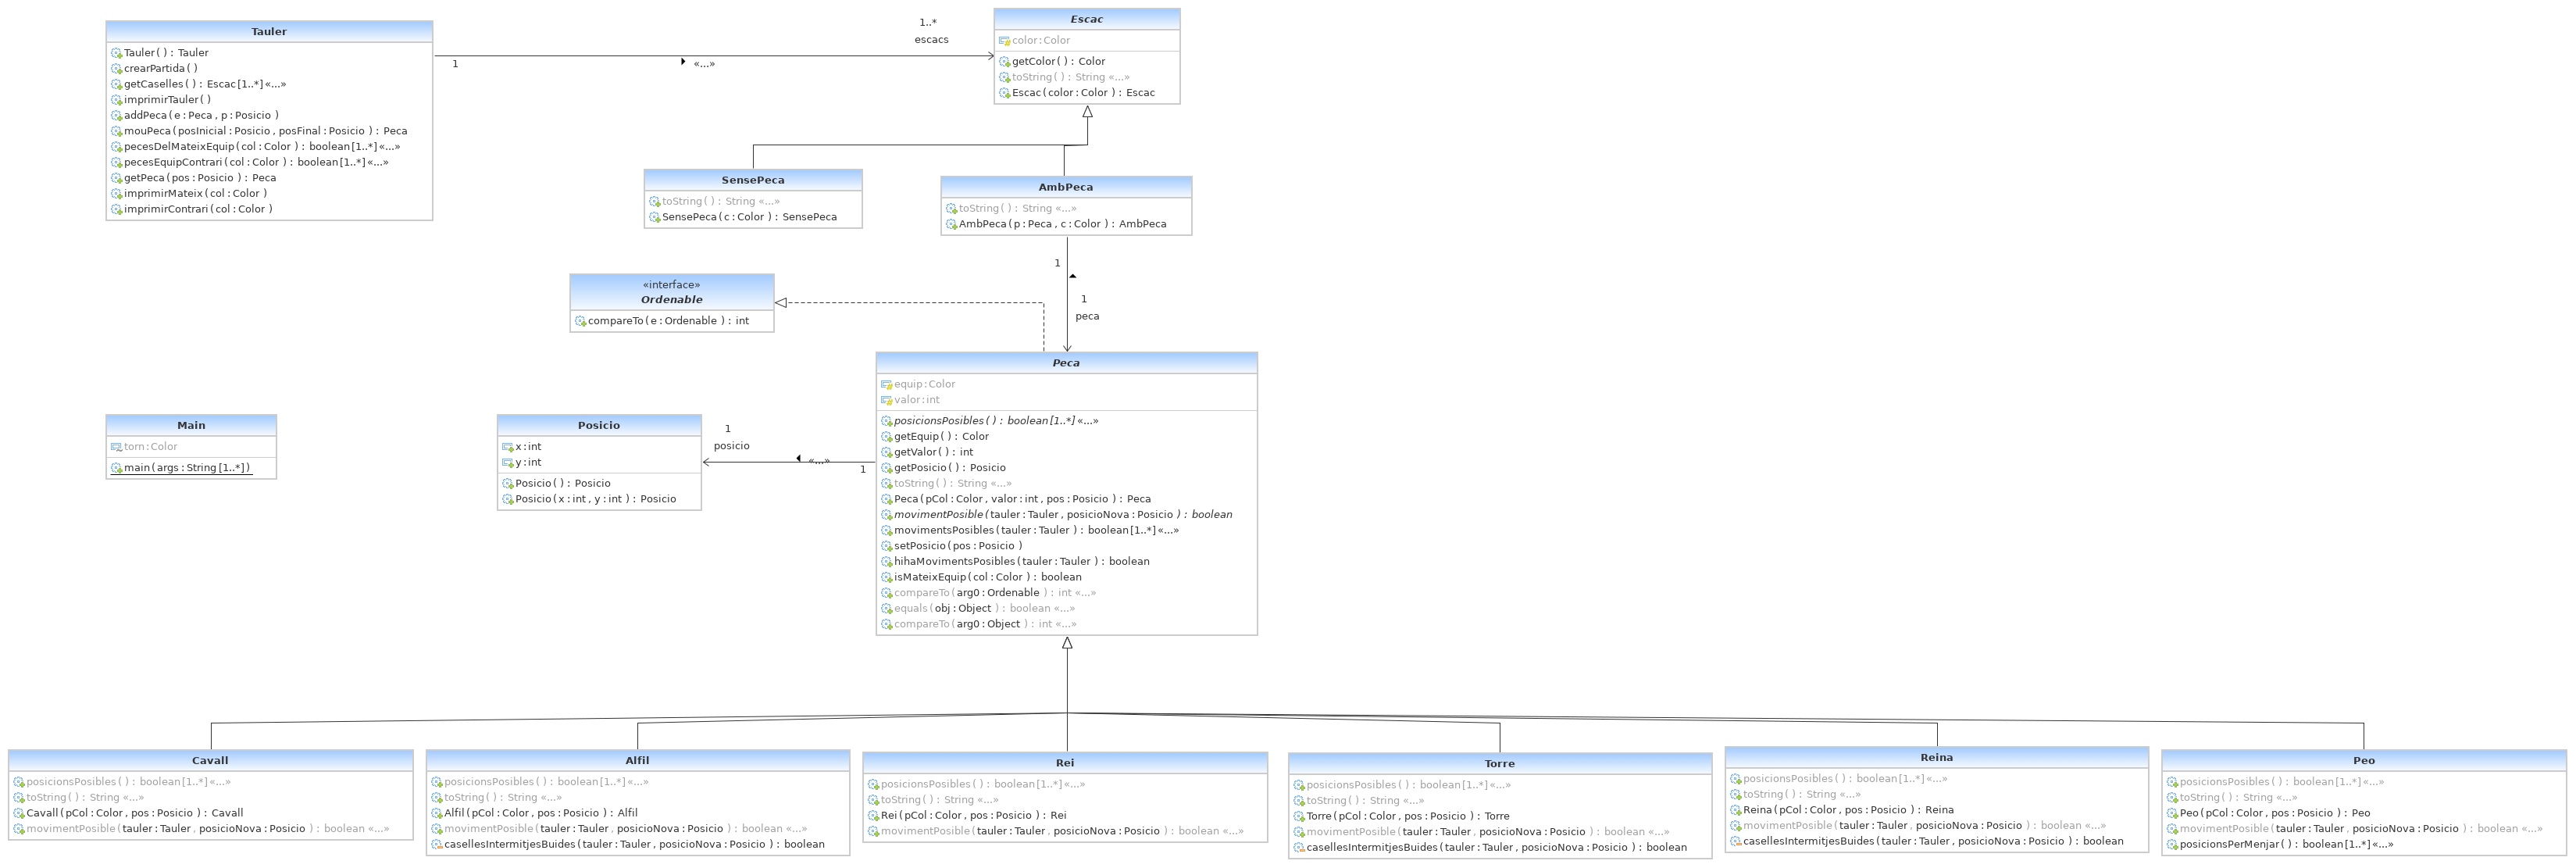 Tauler
Tauler ( ) : Tauler
crearPartida ( )
getCaselles ( ) : Escac [1..*] «...»
imprimirTauler ( )
addPeca ( e : Peca , p : Posicio )
mouPeca ( posInicial : Posicio , posFinal : Posicio ) : Peca
pecesDelMateixEquip ( col : Color ) : boolean [1..*] «...»
pecesEquipContrari ( col : Color ) : boolean [1..*] «...»
getPeca ( pos : Posicio ) : Peca
imprimirMateix ( col : Color )
imprimirContrari ( col : Color )
1
«...»
1..*
escacs
Escac
color : Color
getColor ( ) : Color
toString ( ) : String «...»
Escac ( color : Color ) : Escac
SensePeca
toString ( ) : String «...»
SensePeca ( c : Color ) : SensePeca
AmbPeca
toString ( ) : String «...»
AmbPeca ( p : Peca , c : Color ) : AmbPeca
1
1
peca
«interface»
Ordenable
compareTo ( e : Ordenable ) : int
Peca
equip : Color
valor : int
posicionsPosibles ( ) : boolean [1..*] «...»
getEquip ( ) : Color
getValor ( ) : int
getPosicio ( ) : Posicio
toString ( ) : String «...»
Peca ( pCol : Color , valor : int , pos : Posicio ) : Peca
movimentPosible ( tauler : Tauler , posicioNova : Posicio ) : boolean
movimentsPosibles ( tauler : Tauler ) : boolean [1..*] «...»
setPosicio ( pos : Posicio )
hihaMovimentsPosibles ( tauler : Tauler ) : boolean
isMateixEquip ( col : Color ) : boolean
compareTo ( arg0 : Ordenable ) : int «...»
equals ( obj : Object ) : boolean «...»
compareTo ( arg0 : Object ) : int «...»
Main
torn : Color
main ( args : String [1..*] )
Posicio
x : int
y : int
Posicio ( ) : Posicio
Posicio ( x : int , y : int ) : Posicio
1
posicio
«...»
1
Cavall
posicionsPosibles ( ) : boolean [1..*] «...»
toString ( ) : String «...»
Cavall ( pCol : Color , pos : Posicio ) : Cavall
movimentPosible ( tauler : Tauler , posicioNova : Posicio ) : boolean «...»
Alfil
posicionsPosibles ( ) : boolean [1..*] «...»
toString ( ) : String «...»
Alfil ( pCol : Color , pos : Posicio ) : Alfil
movimentPosible ( tauler : Tauler , posicioNova : Posicio ) : boolean «...»
casellesIntermitjesBuides ( tauler : Tauler , posicioNova : Posicio ) : boolean
Rei
posicionsPosibles ( ) : boolean [1..*] «...»
toString ( ) : String «...»
Rei ( pCol : Color , pos : Posicio ) : Rei
movimentPosible ( tauler : Tauler , posicioNova : Posicio ) : boolean «...»
Torre
posicionsPosibles ( ) : boolean [1..*] «...»
toString ( ) : String «...»
Torre ( pCol : Color , pos : Posicio ) : Torre
movimentPosible ( tauler : Tauler , posicioNova : Posicio ) : boolean «...»
casellesIntermitjesBuides ( tauler : Tauler , posicioNova : Posicio ) : boolean
Reina
posicionsPosibles ( ) : boolean [1..*] «...»
toString ( ) : String «...»
Reina ( pCol : Color , pos : Posicio ) : Reina
movimentPosible ( tauler : Tauler , posicioNova : Posicio ) : boolean «...»
casellesIntermitjesBuides ( tauler : Tauler , posicioNova : Posicio ) : boolean
Peo
posicionsPosibles ( ) : boolean [1..*] «...»
toString ( ) : String «...»
Peo ( pCol : Color , pos : Posicio ) : Peo
movimentPosible ( tauler : Tauler , posicioNova : Posicio ) : boolean «...»
posicionsPerMenjar ( ) : boolean [1..*] «...»